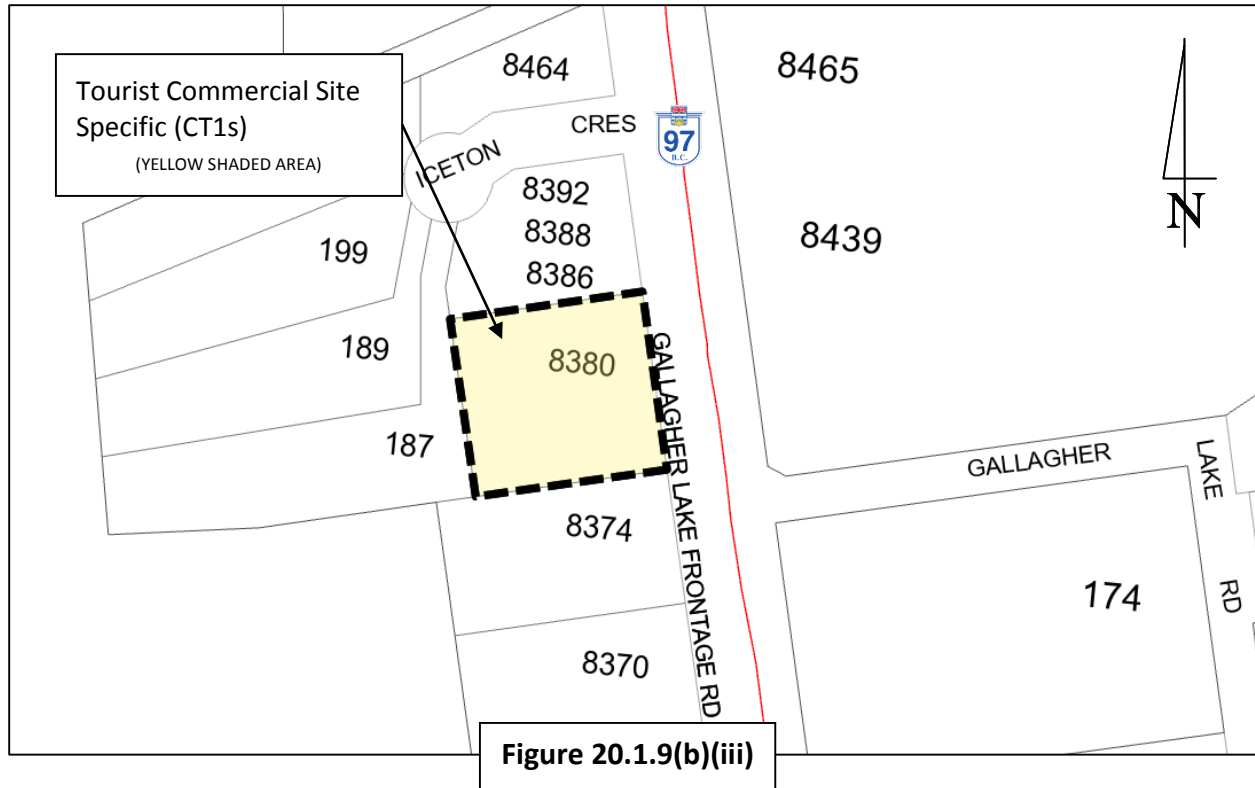 Tourist Commercial Site
Specific (CT1s)
(YELLOW SHADED AREA)
8464
8465
CRES
97
B.C.
ICETON
N
8392
8388
8386
199
8439
189
8380
187
GALLAGHER LAKE FRONTAGE RD
GALLAGHER
LAKE
RD
8374
174
8370
Figure 20.1.9(b)(iii)